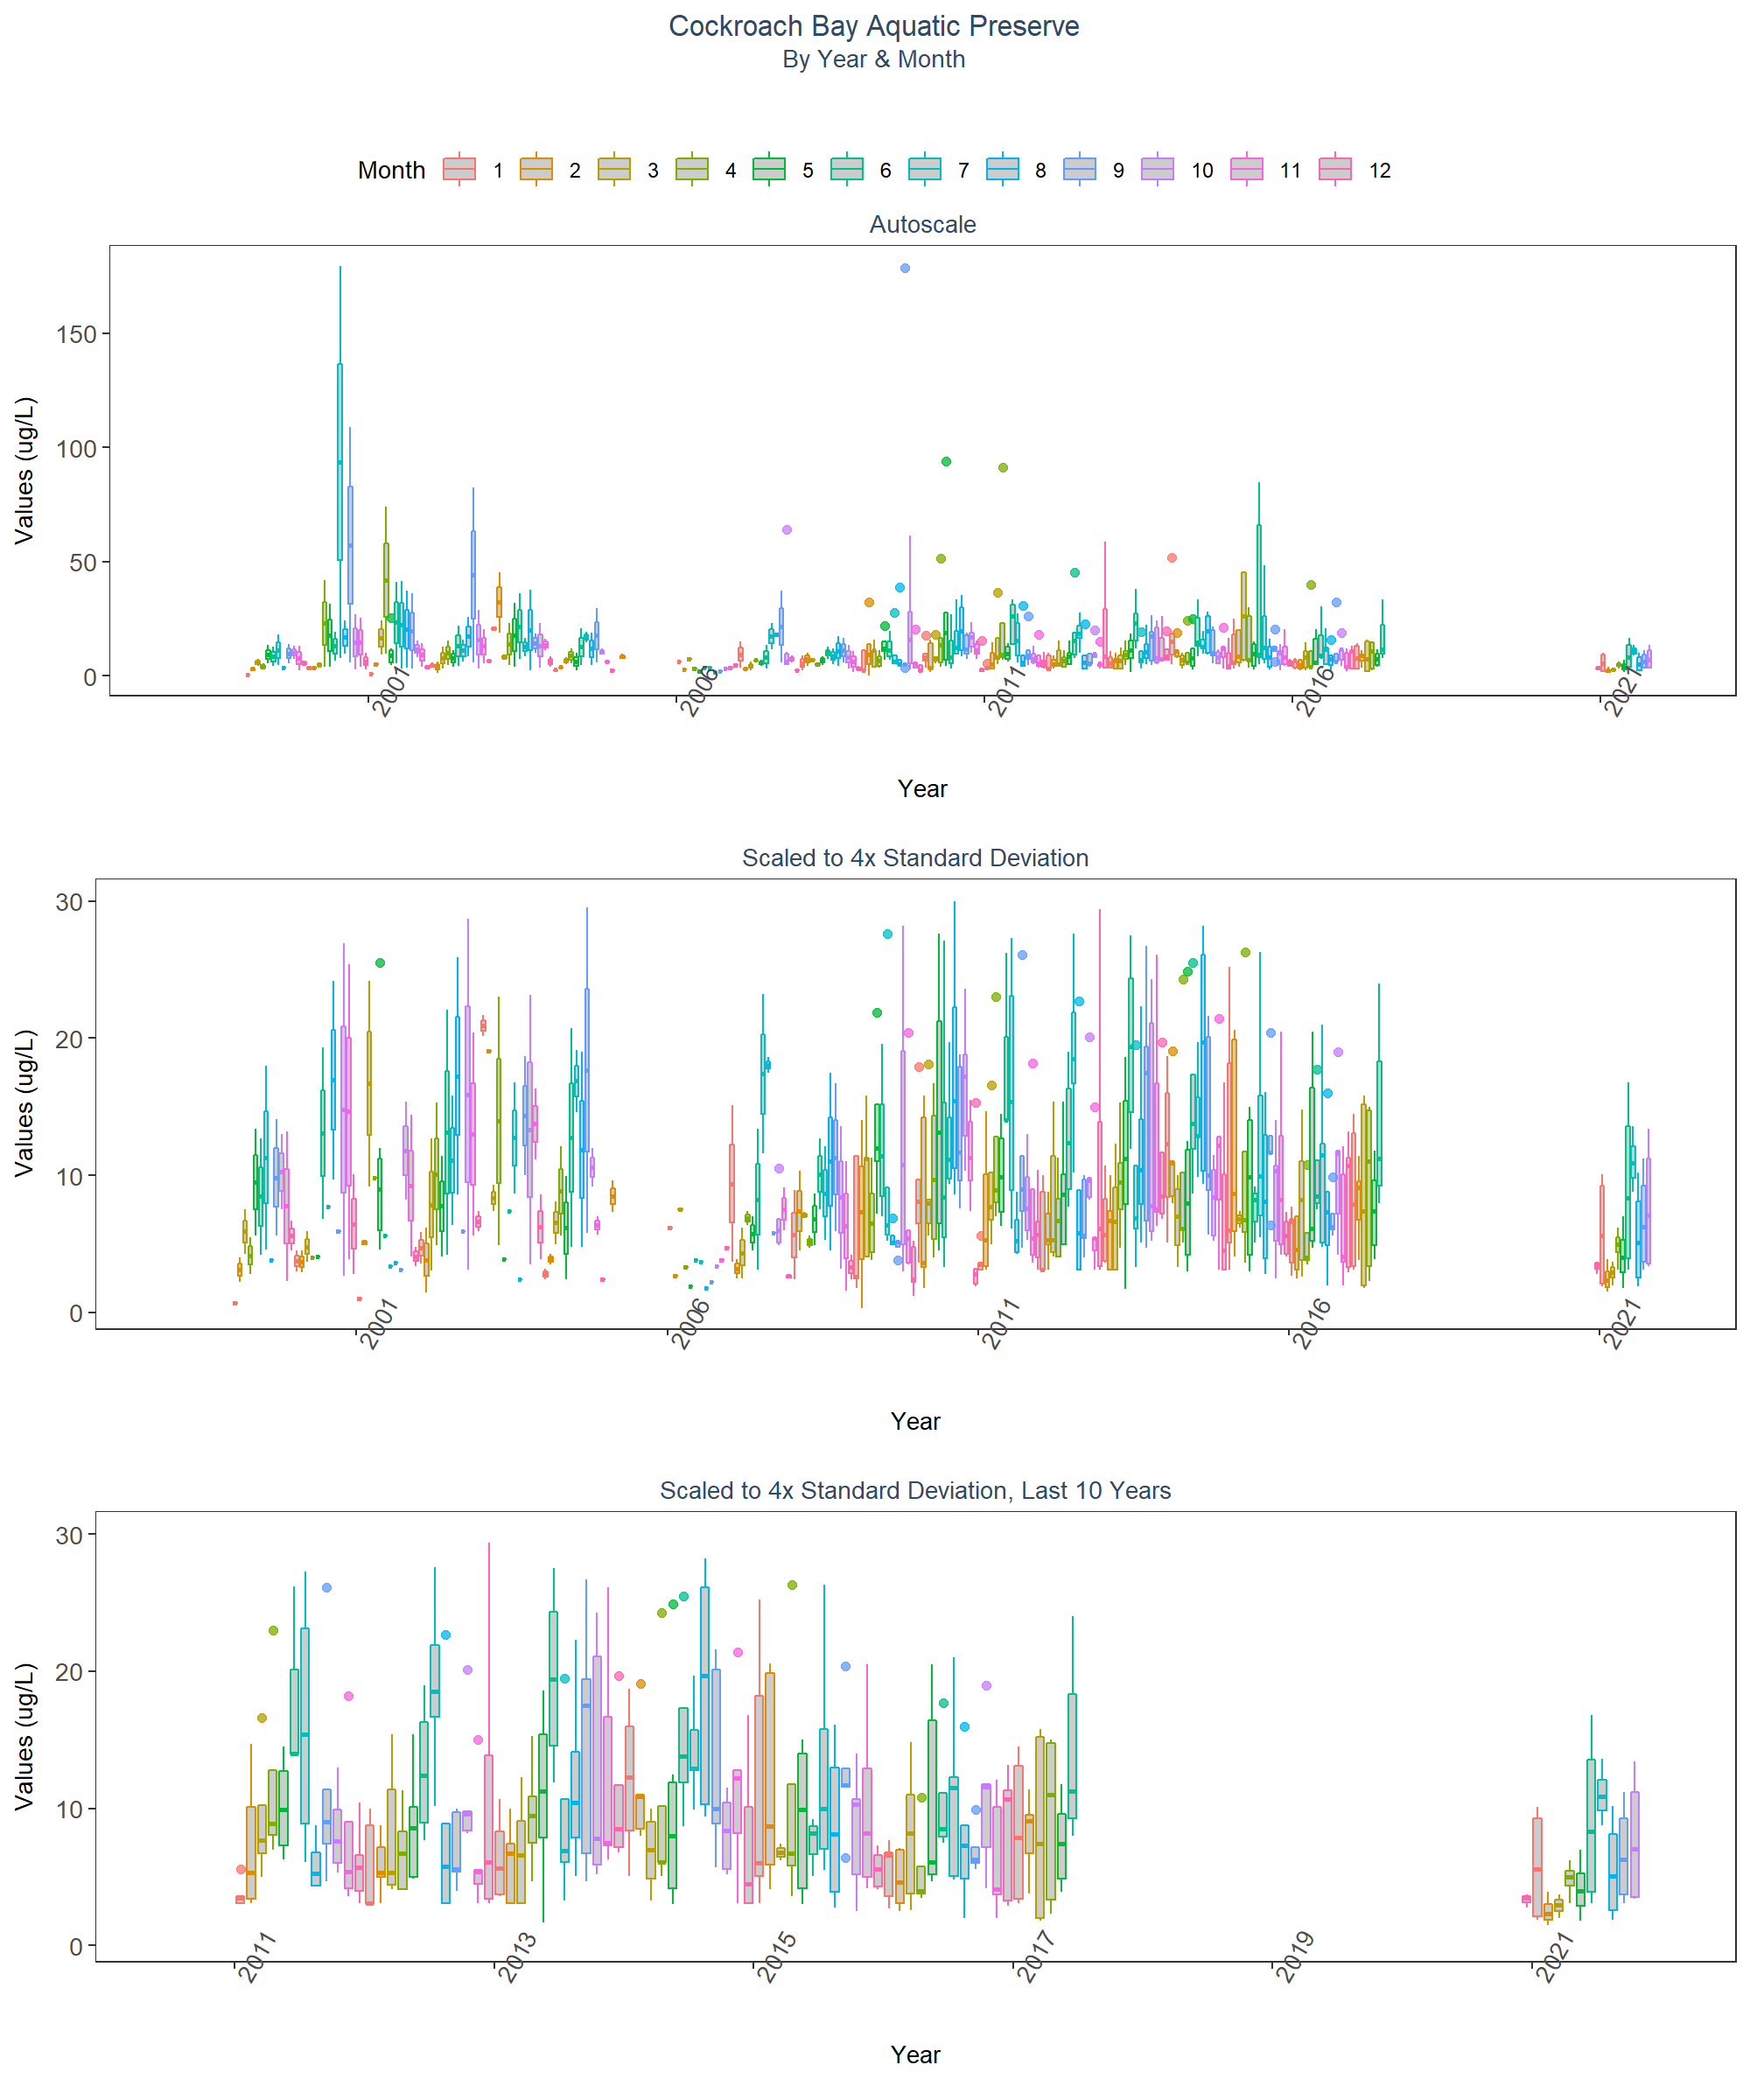 Cockroach Bay Aquatic Preserve
By Year & Month
Month 1 2 3 4 5 6 7 8 9 10 11 12
Autoscale
Values (ug/L)
150
100
50
0
2001 2006 2011 2016 2021
Year
Scaled to 4x Standard Deviation
Values (ug/L)
30
20
10
0
2001 2006 2011 2016 2021
Year
Scaled to 4x Standard Deviation, Last 10 Years
Values (ug/L)
30
20
10
0
2011 2013 2015 2017 2019 2021
Year